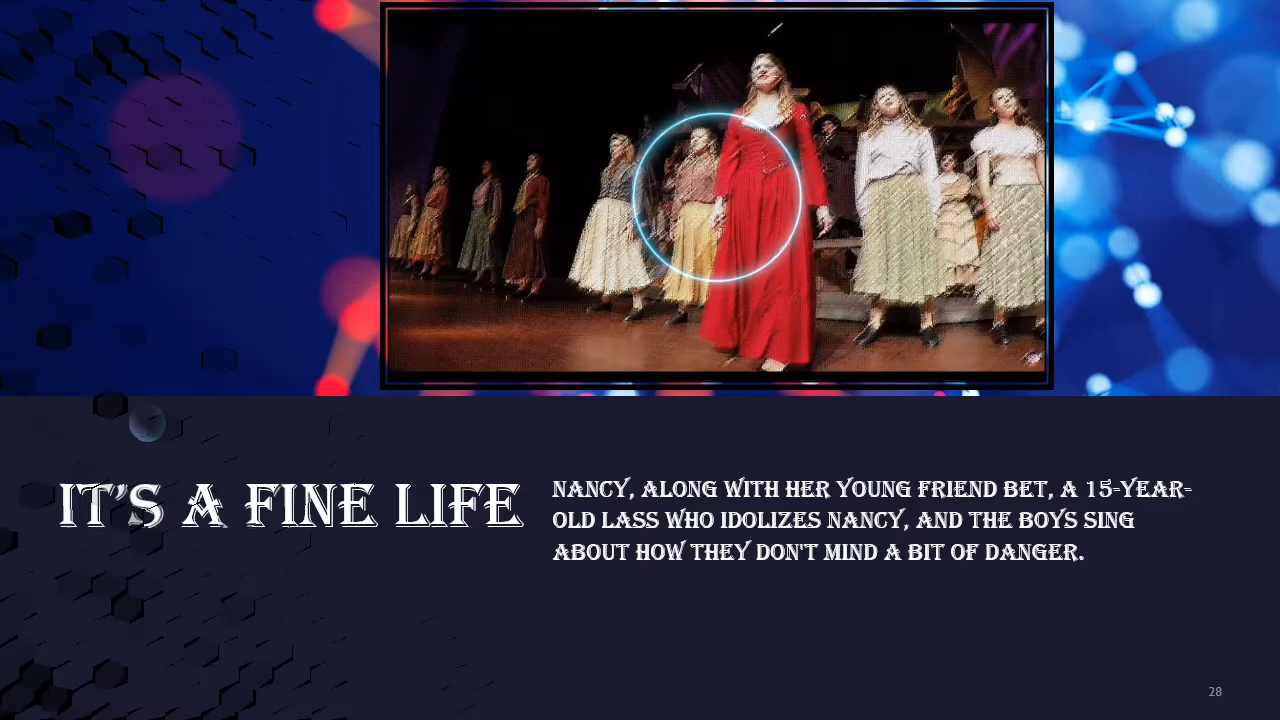 IT'S A FINE LIFE
NANCY, ALONG WITH HER YOUNG FRIEND BET, A 15-YEAR-
OLD LASS WHO IDOLIZES NANCY, AND THE BOYS SING
ABOUT HOW THEY DON'T MIND A BIT OF DANGER.
28